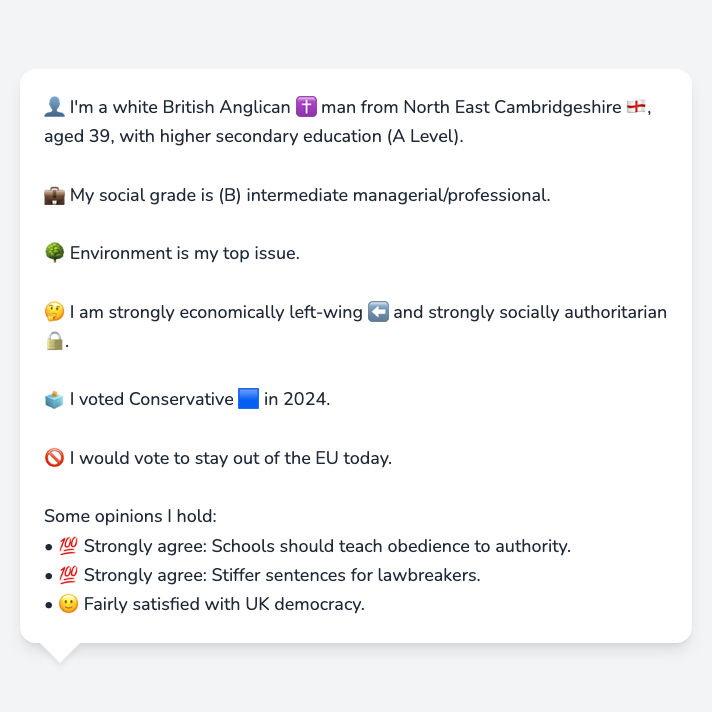 👤 I'm a white British Anglican ✝️ man from North East Cambridgeshire 🏴󠁧󠁢󠁥󠁮󠁧󠁿,
aged 39, with higher secondary education (A Level).
💼 My social grade is (B) intermediate managerial/professional.
🌳 Environment is my top issue.
🤔 I am strongly economically left-wing ⬅️ and strongly socially authoritarian
🔒.
🗳️ I voted Conservative 🟦 in 2024.
🚫 I would vote to stay out of the EU today.
Some opinions I hold:
• 💯 Strongly agree: Schools should teach obedience to authority.
• 💯 Strongly agree: Stiffer sentences for lawbreakers.
• 🙂 Fairly satisfied with UK democracy.